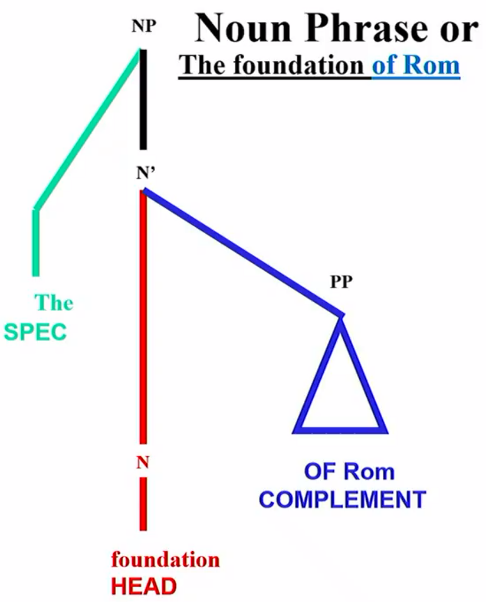 NP
Noun Phrase or
The foundation of Rom
N’
PP
The
SPEC
N
OF Rom
COMPLEMENT
foundation
HEAD